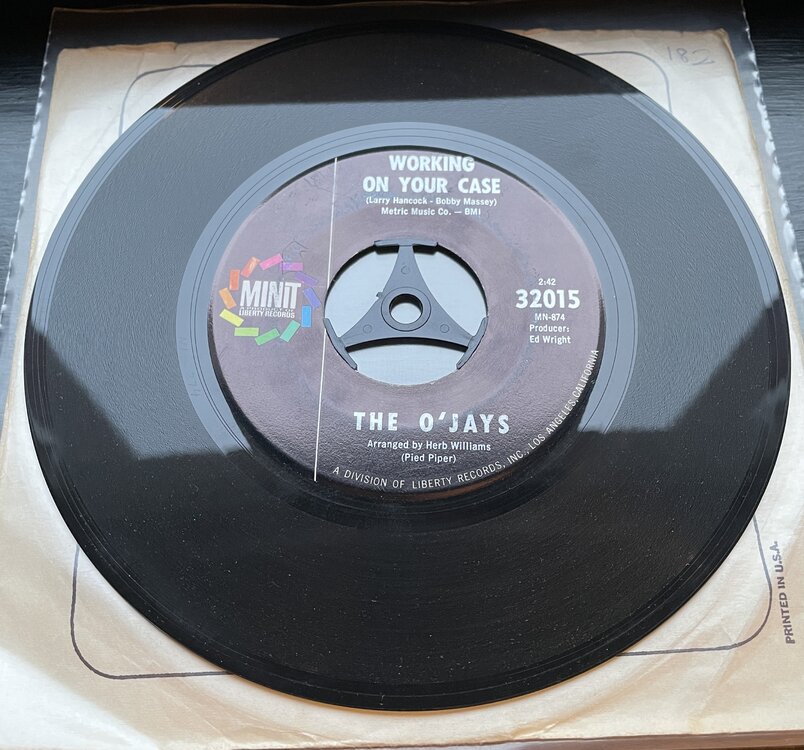 182
WORKING
ON YOUR CASE
(Larry Hancock - Bobby Massey)
Metric Music Co. — BMI
MINIT
LIBERTY RECORDS
2:42
32015
MN-874
Producer:
Ed Wright
THE O'JAYS
Arranged by Herb Williams
(Pied Piper)
A DIVISION OF LIBERTY RECORDS, INC., LOS ANGELES, CALIFORNIA
PRINTED IN U.S.A.